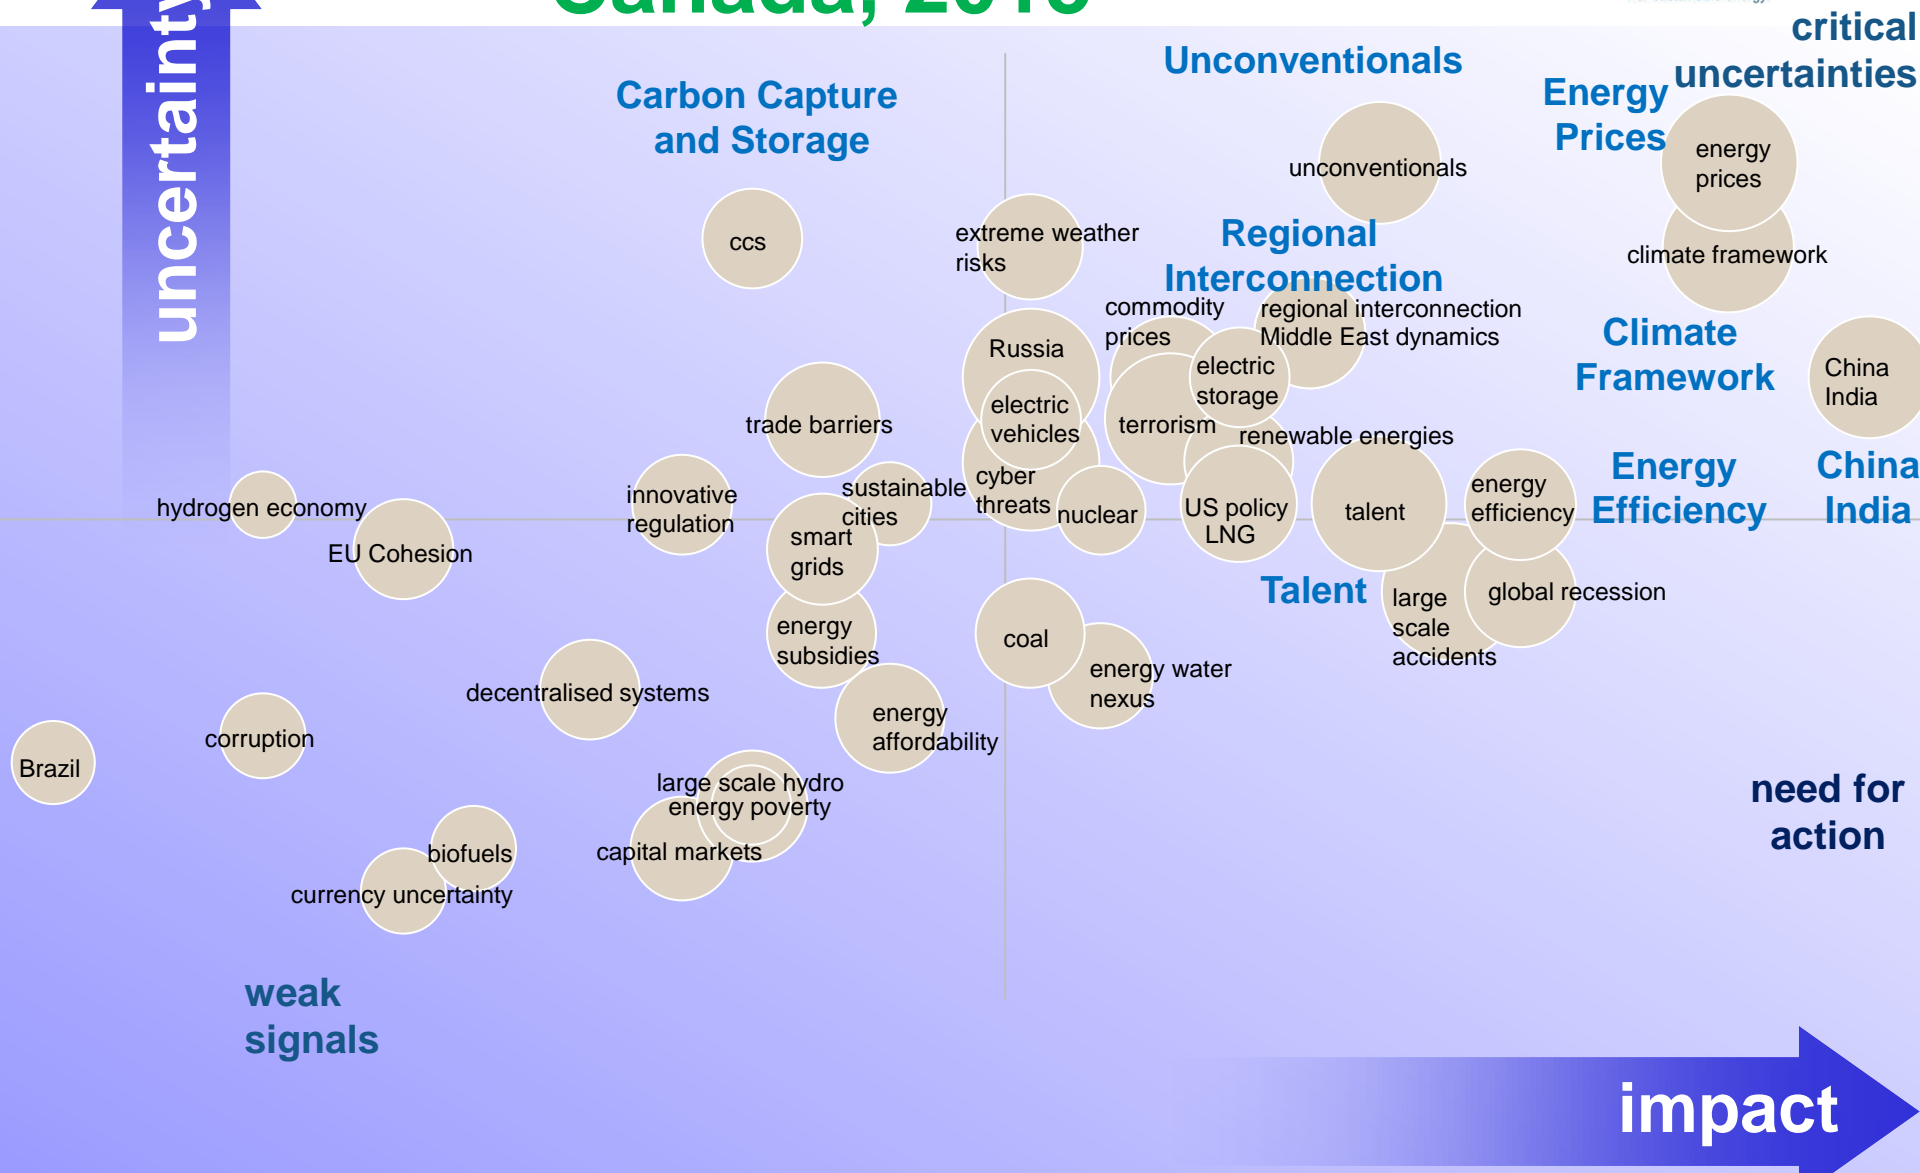 Canada, 2015
critical
uncertainties
uncertainty
Unconventionals
Carbon Capture
and Storage
Energy
Prices
energy
prices
unconventionals
ccs
extreme weather
risks
Regional
Interconnection
climate framework
commodity
prices
regional interconnection
Middle East dynamics
Climate
Framework
Russia
electric
storage
China
India
electric
vehicles
trade barriers
terrorism
renewable energies
Energy
Efficiency
China
India
cyber
threats
sustainable
cities
innovative
regulation
hydrogen economy
nuclear
US policy
LNG
talent
energy
efficiency
EU Cohesion
smart
grids
Talent
large
scale
accidents
global recession
energy
subsidies
coal
energy water
nexus
decentralised systems
energy
affordability
corruption
Brazil
large scale hydro
energy poverty
need for
action
capital markets
biofuels
currency uncertainty
weak
signals
impact